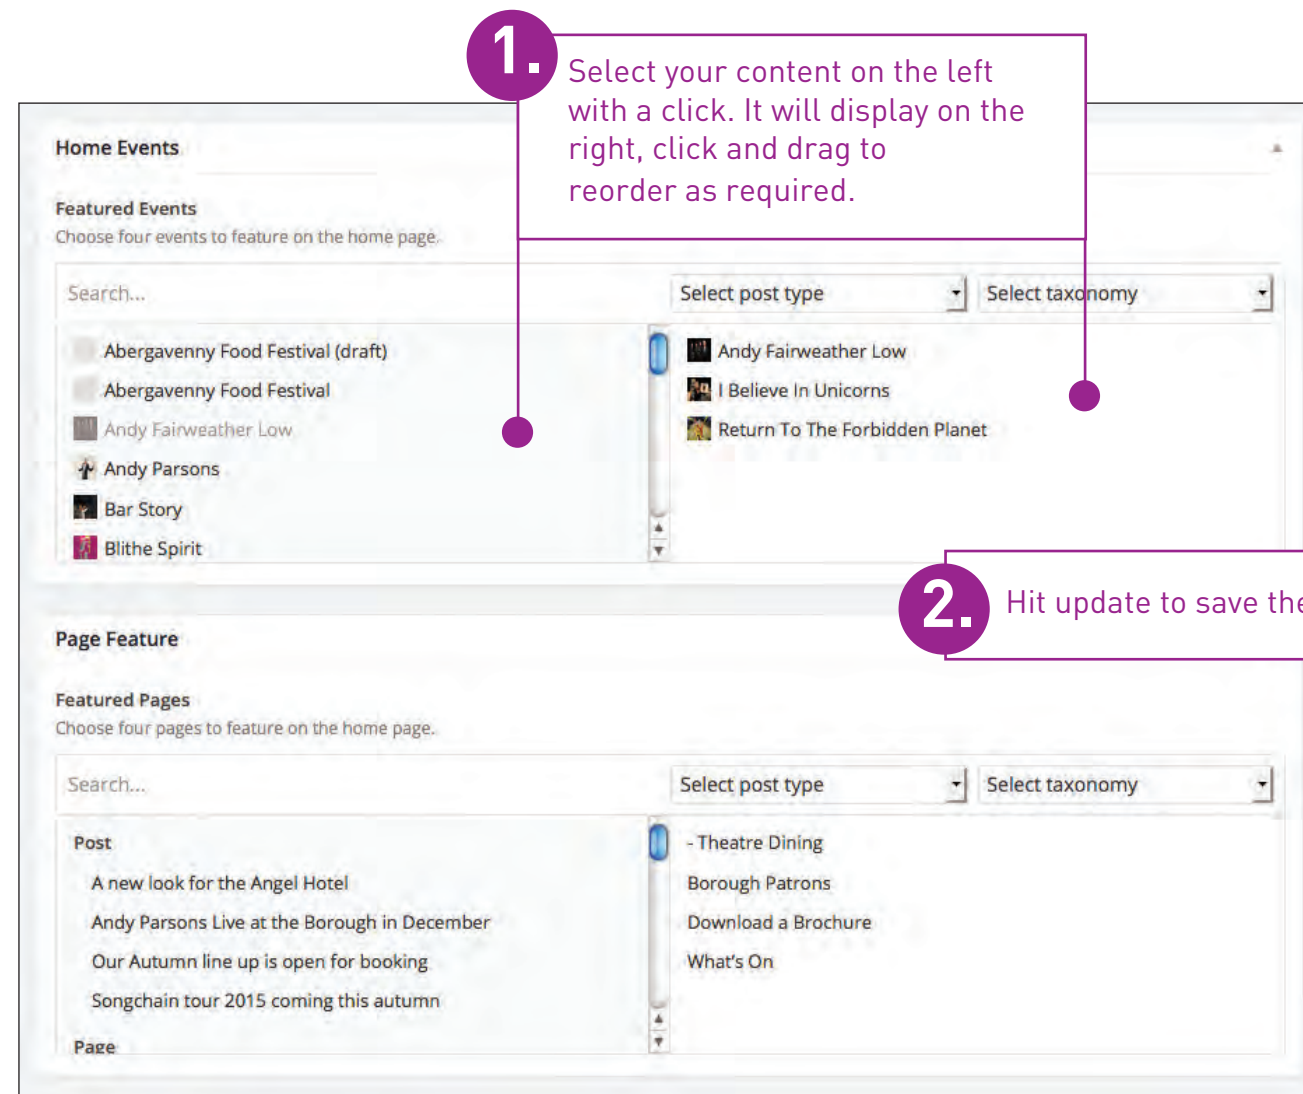 1.
Select your content on the left
with a click. It will display on the
right, click and drag to
reorder as required.
Home Events
Featured Events
Choose four events to feature on the home page.
Search...
Select post type
Select taxonomy
Abergavenny Food Festival (draft)
Abergavenny Food Festival
Andy Fairweather Low
Andy Parsons
Bar Story
Blithe Spirit
Andy Fairweather Low
I Believe In Unicorns
Return To The Forbidden Planet
2.
Hit update to save the
Page Feature
Featured Pages
Choose four pages to feature on the home page.
Search...
Select post type
Select taxonomy
Post
A new look for the Angel Hotel
Andy Parsons Live at the Borough in December
Our Autumn line up is open for booking
Songchain tour 2015 coming this autumn
Page
- Theatre Dining
Borough Patrons
Download a Brochure
What's On